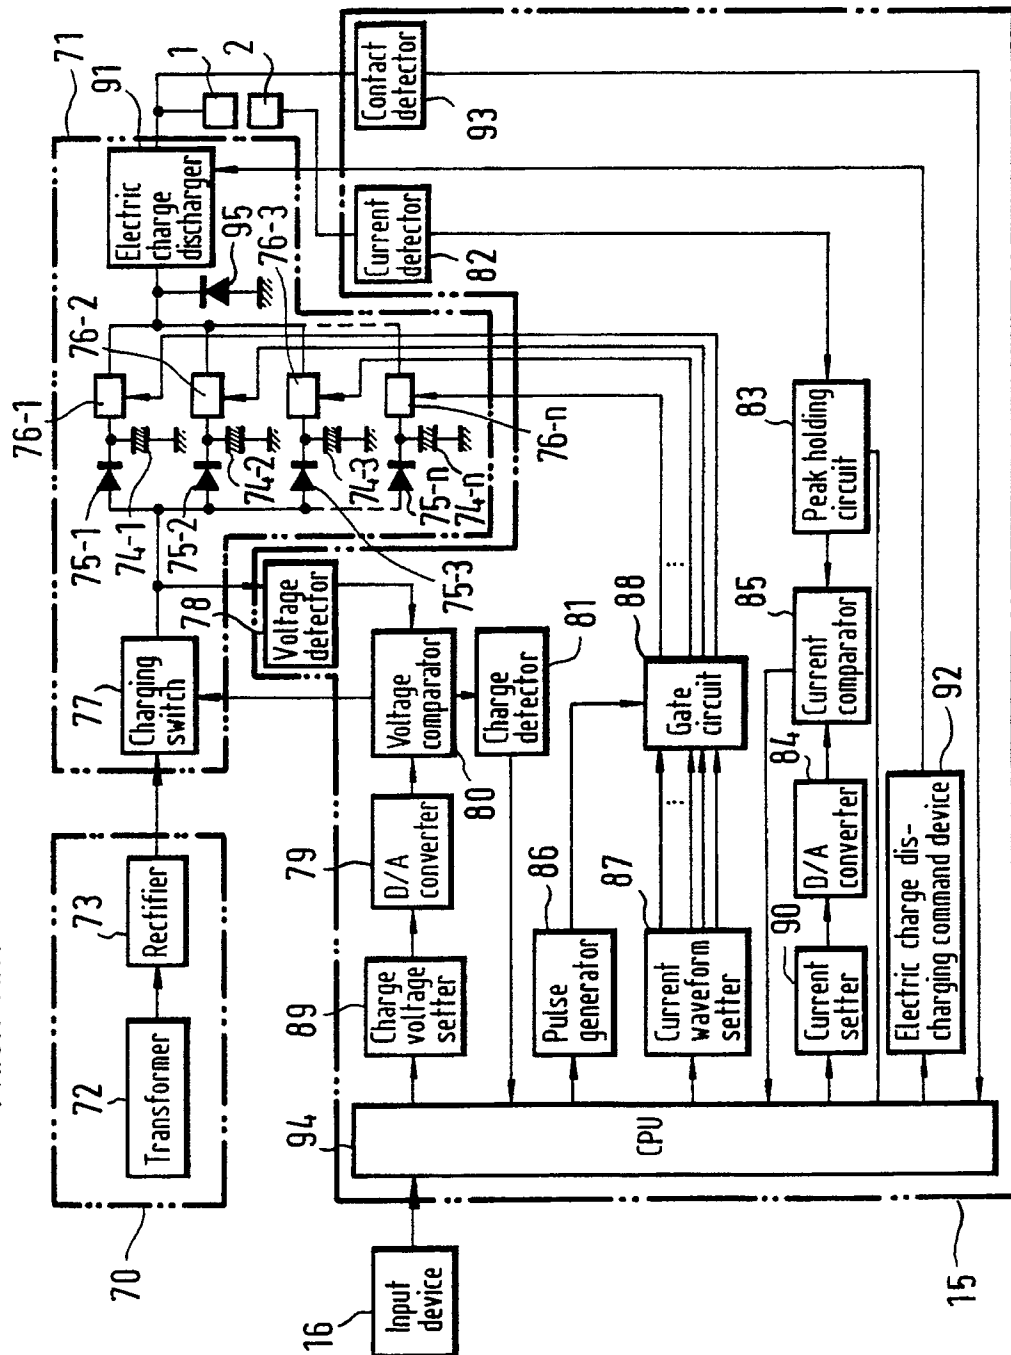 70
72
Transformer
73
Rectifier
77
Charging
switch
71
75-1
74-1
76-1
75-2
74-2
76-2
75-3
74-3
76-3
75-n
74-n
76-n
91
Electric
charge
discharger
95
1
2
78
Voltage
detector
16
Input
device
94
CPU
89
Charge
voltage
setter
79
D/A
converter
80
Voltage
comparator
81
Charge
detector
82
Current
detector
93
Contact
detector
86
Pulse
generator
87
Current
waveform
setter
88
Gate
circuit
90
Current
setter
84
D/A
converter
85
Current
comparator
83
Peak holding
circuit
92
Electric charge dis-
charging command device
15